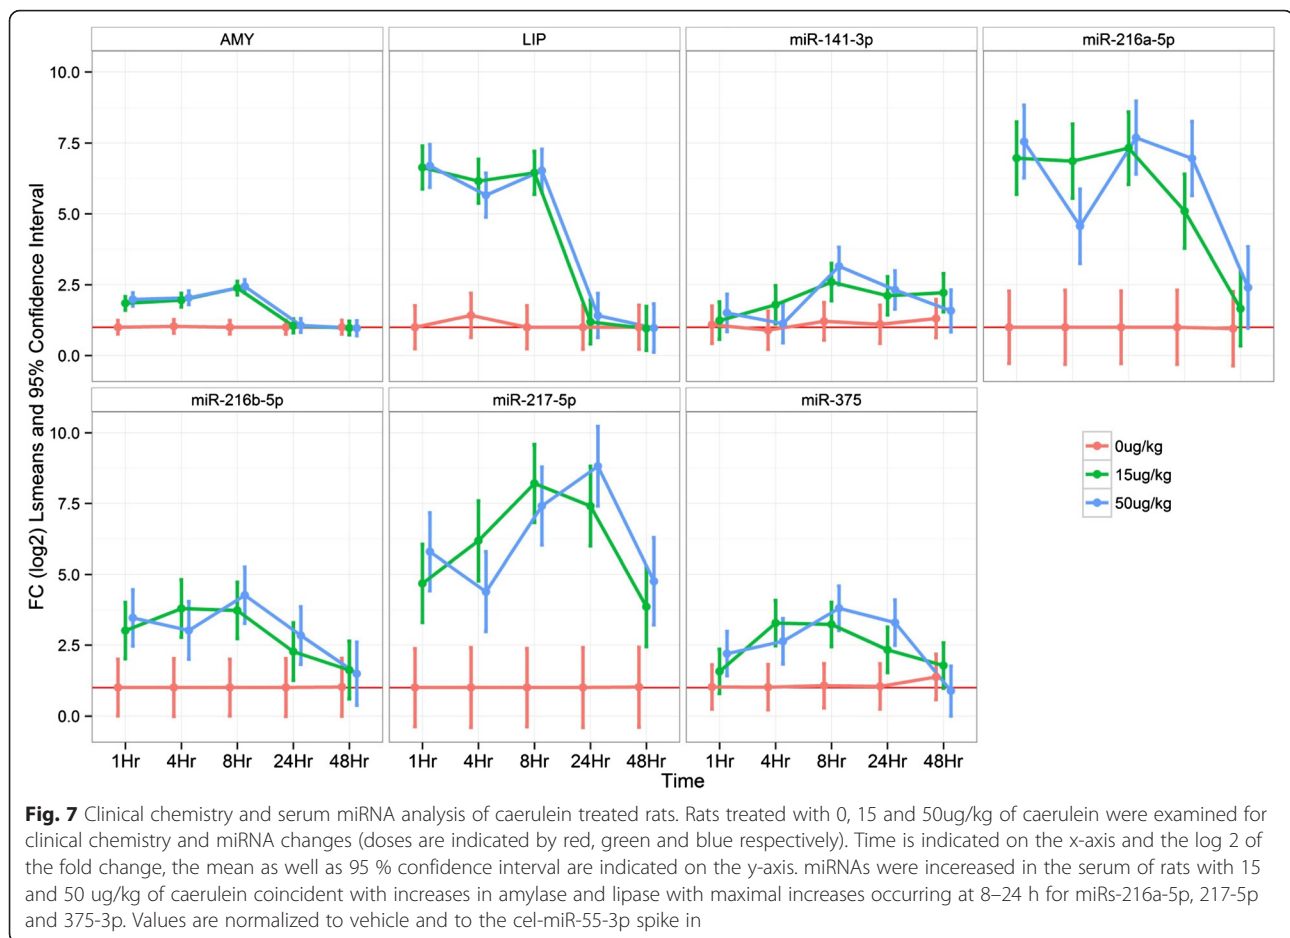 AMY LIP miR-141-3p miR-216a-5p
10.0
7.5
5.0
2.5
0.0
miR-216b-5p miR-217-5p miR-375
10.0
7.5
5.0
2.5
0.0
FC (log2) Lsmeans and 95% Confidence Interval
0ug/kg
15ug/kg
50ug/kg
1Hr 4Hr 8Hr 24Hr 48Hr 1Hr 4Hr 8Hr 24Hr 48Hr 1Hr 4Hr 8Hr 24Hr 48Hr
Time
Fig. 7 Clinical chemistry and serum miRNA analysis of caerulein treated rats. Rats treated with 0, 15 and 50ug/kg of caerulein were examined for
clinical chemistry and miRNA changes (doses are indicated by red, green and blue respectively). Time is indicated on the x-axis and the log 2 of
the fold change, the mean as well as 95 % confidence interval are indicated on the y-axis. miRNAs were incereased in the serum of rats with 15
and 50 ug/kg of caerulein coincident with increases in amylase and lipase with maximal increases occurring at 8–24 h for miRs-216a-5p, 217-5p
and 375-3p. Values are normalized to vehicle and to the cel-miR-55-3p spike in